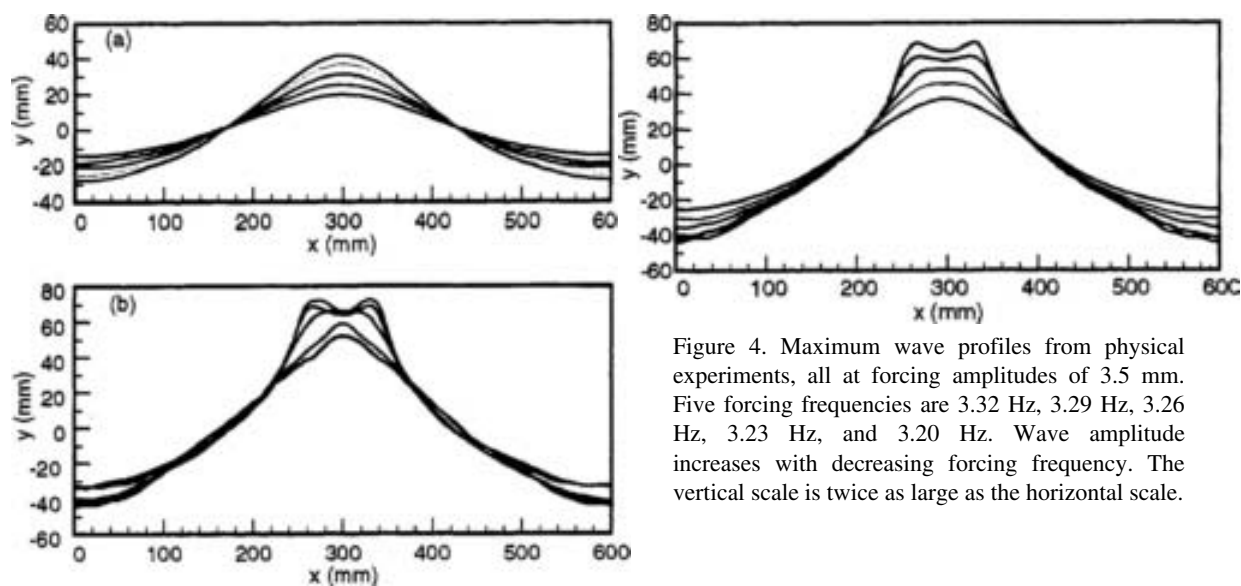 (a)
80
60
40
20
0
-20
-40
y (mm)
0 100 200 300 400 500 600
x (mm)
(b)
80
60
40
20
0
-20
-40
-60
y (mm)
0 100 200 300 400 500 600
x (mm)
80
60
40
20
0
-20
-40
-60
y (mm)
0 100 200 300 400 500 60C
x (mm)
Figure 4. Maximum wave profiles from physical
experiments, all at forcing amplitudes of 3.5 mm.
Five forcing frequencies are 3.32 Hz, 3.29 Hz, 3.26
Hz, 3.23 Hz, and 3.20 Hz. Wave amplitude
increases with decreasing forcing frequency. The
vertical scale is twice as large as the horizontal scale.